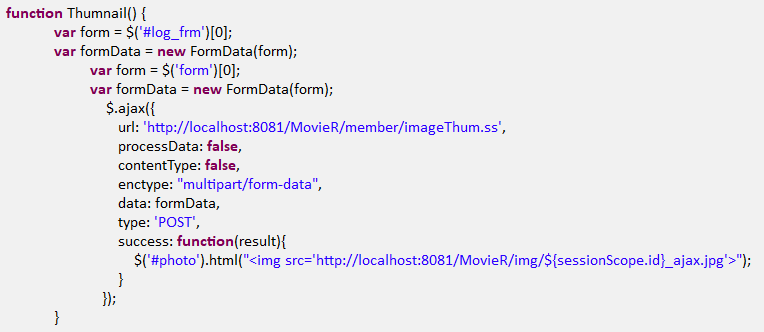 function Thumnail() {
var form = $('#log_frm')[0];
var formData = new FormData(form);
var form = $('form')[0];
var formData = new FormData(form);
$.ajax({
url: 'http://localhost:8081/MovieR/member/imageThum.ss',
processData: false,
contentType: false,
enctype: "multipart/form-data",
data: formData,
type: 'POST',
success: function(result){
$('#photo').html("<img src='http://localhost:8081/MovieR/img/${sessionScope.id}_ajax.jpg'>");
}
});
}